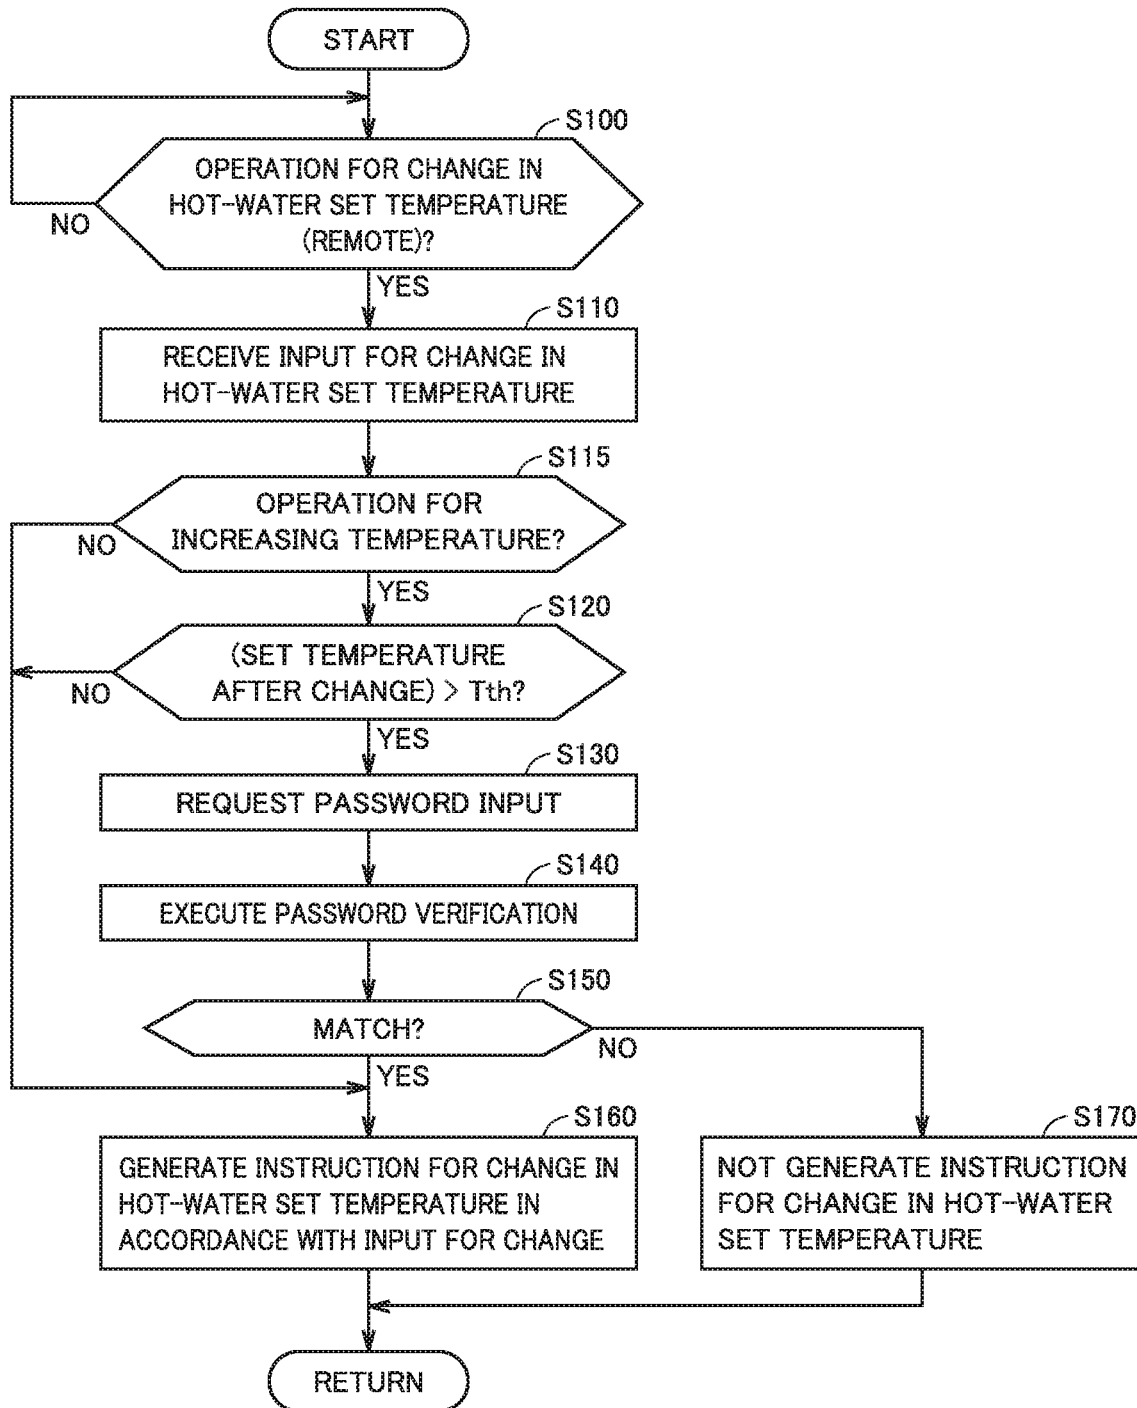 START
S100
OPERATION FOR CHANGE IN
HOT-WATER SET TEMPERATURE
(REMOTE)?
NO
YES
S110
RECEIVE INPUT FOR CHANGE IN
HOT-WATER SET TEMPERATURE
S115
OPERATION FOR
INCREASING TEMPERATURE?
NO
YES
S120
(SET TEMPERATURE
AFTER CHANGE) > Tth?
NO
YES
S130
REQUEST PASSWORD INPUT
S140
EXECUTE PASSWORD VERIFICATION
S150
MATCH?
NO
YES
S160
GENERATE INSTRUCTION FOR CHANGE IN
HOT-WATER SET TEMPERATURE IN
ACCORDANCE WITH INPUT FOR CHANGE
S170
NOT GENERATE INSTRUCTION
FOR CHANGE IN HOT-WATER
SET TEMPERATURE
RETURN